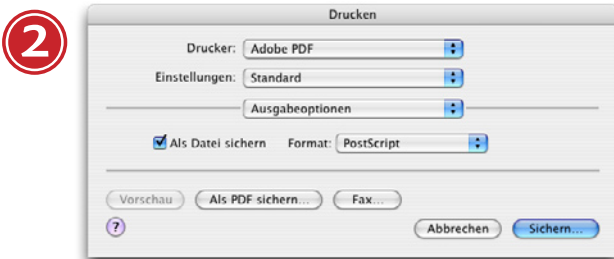 2
Drucken
Drucker: Adobe PDF
Einstellungen: Standard
Ausgabeoptionen
Als Datei sichern Format: PostScript
Vorschau Als PDF sichern... Fax...
? Abbrechen Sichern...